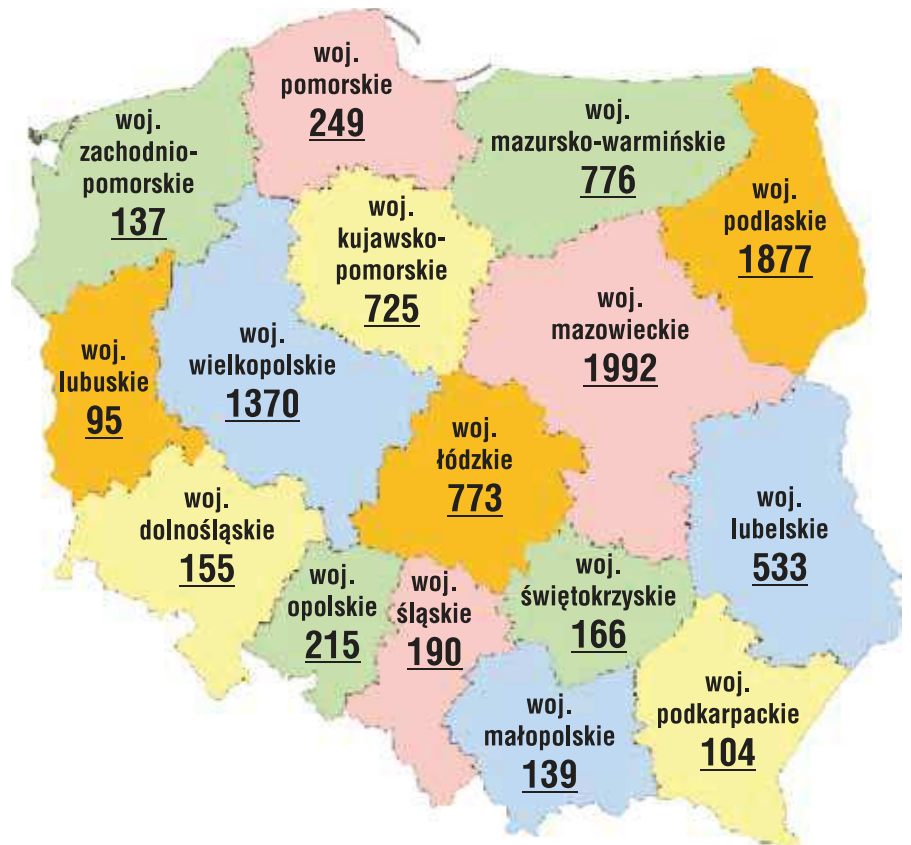 woj.
pomorskie
249
woj.
zachodnio-
pomorskie
137
woj.
mazursko-warmińskie
776
woj.
podlaskie
1877
woj.
kujawsko-
pomorskie
725
woj.
mazowieckie
1992
woj.
wielkopolskie
1370
woj.
lubuskie
95
woj.
łódzkie
773
woj.
dolnośląskie
155
woj.
lubelskie
533
woj.
opolskie
215
woj.
śląskie
190
woj.
świętokrzyskie
166
woj.
małopolskie
139
woj.
podkarpackie
104